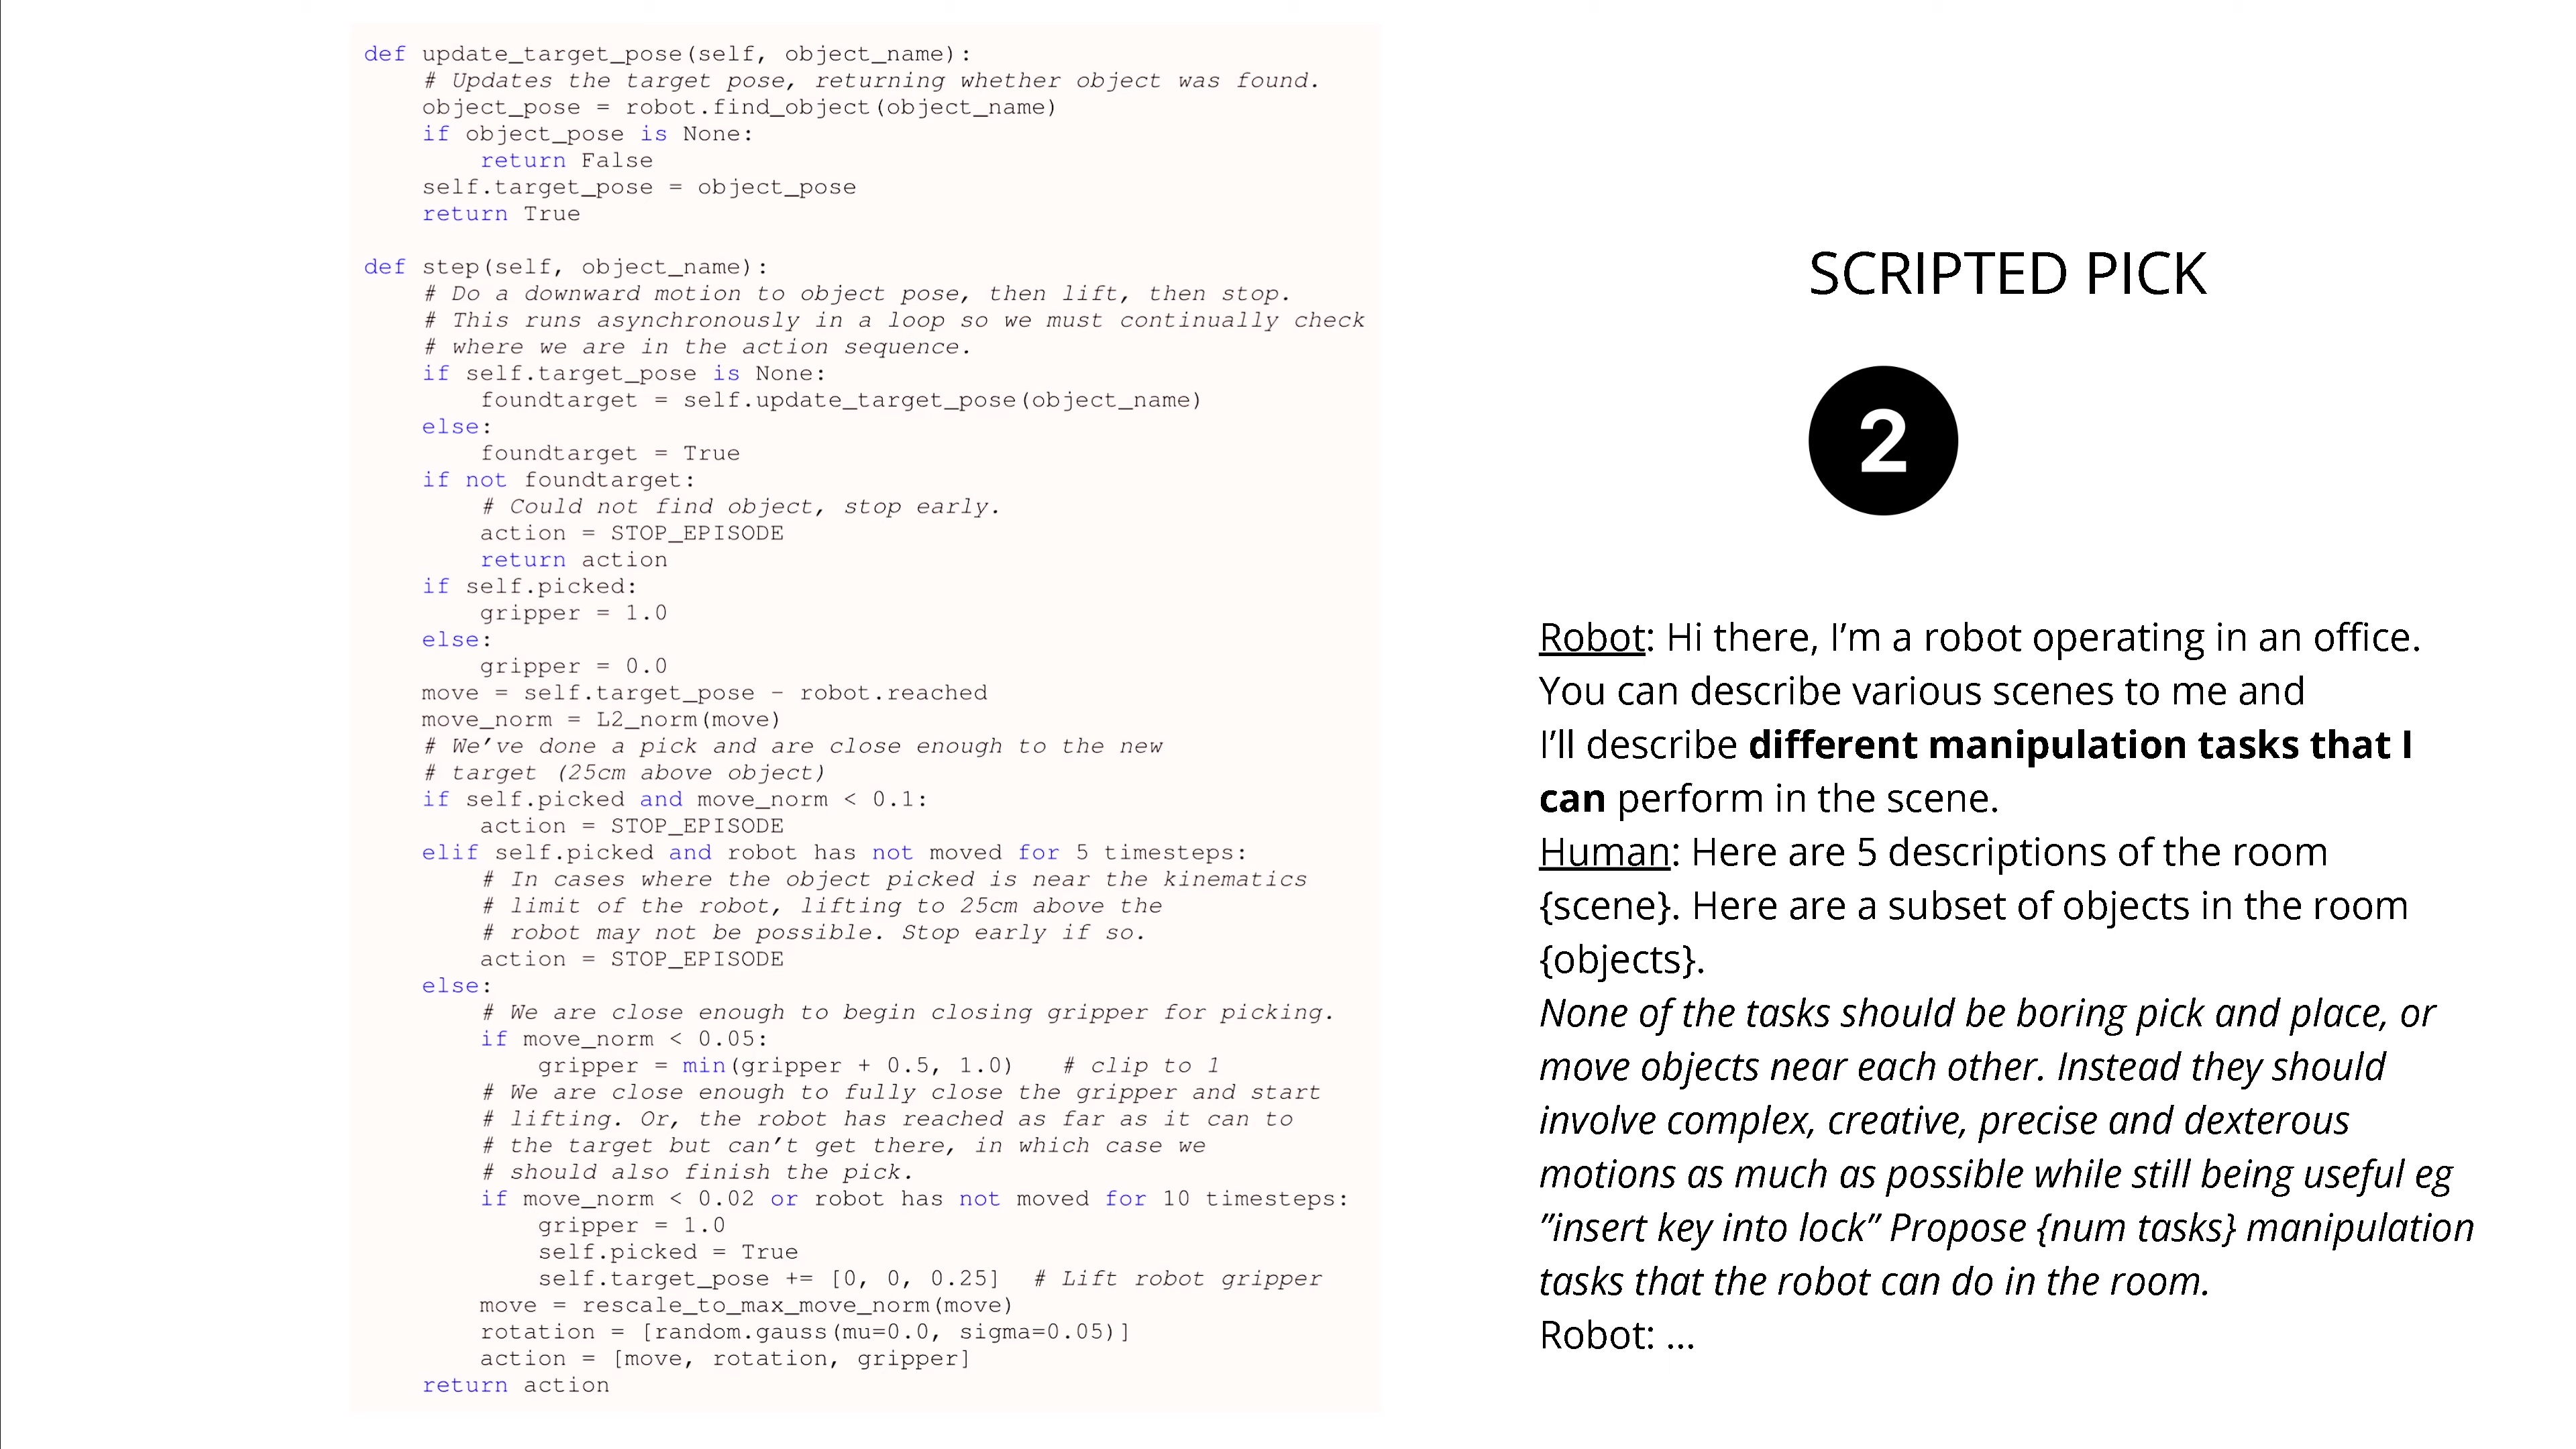 def update_target_pose(self, object_name):
    # Updates the target pose, returning whether object was found.
    object_pose = robot.find_object(object_name)
    if object_pose is None:
        return False
    self.target_pose = object_pose
    return True

def step(self, object_name):
    # Do a downward motion to object pose, then lift, then stop.
    # This runs asynchronously in a loop so we must continually check
    # where we are in the action sequence.
    if self.target_pose is None:
        foundtarget = self.update_target_pose(object_name)
    else:
        foundtarget = True
    if not foundtarget:
        # Could not find object, stop early.
        action = STOP_EPISODE
        return action
    if self.picked:
        gripper = 1.0
    else:
        gripper = 0.0
    move = self.target_pose - robot.reached
    move_norm = L2_norm(move)
    # We've done a pick and are close enough to the new
    # target (25cm above object)
    if self.picked and move_norm < 0.1:
        action = STOP_EPISODE
    elif self.picked and robot has not moved for 5 timesteps:
        # In cases where the object picked is near the kinematics
        # limit of the robot, lifting to 25cm above the
        # robot may not be possible. Stop early if so.
        action = STOP_EPISODE
    else:
        # We are close enough to begin closing gripper for picking.
        if move_norm < 0.05:
            gripper = min(gripper + 0.5, 1.0)   # clip to 1
        # We are close enough to fully close the gripper and start
        # lifting. Or, the robot has reached as far as it can to
        # the target but can't get there, in which case we
        # should also finish the pick.
        if move_norm < 0.02 or robot has not moved for 10 timesteps:
            gripper = 1.0
            self.picked = True
            self.target_pose += [0, 0, 0.25]  # Lift robot gripper
        move = rescale_to_max_move_norm(move)
        rotation = [random.gauss(mu=0.0, sigma=0.05)]
        action = [move, rotation, gripper]
    return action
SCRIPTED PICK
2
Robot: Hi there, I’m a robot operating in an office.
You can describe various scenes to me and
I’ll describe different manipulation tasks that I
can perform in the scene.
Human: Here are 5 descriptions of the room
{scene}. Here are a subset of objects in the room
{objects}.
None of the tasks should be boring pick and place, or
move objects near each other. Instead they should
involve complex, creative, precise and dexterous
motions as much as possible while still being useful eg
”insert key into lock” Propose {num tasks} manipulation
tasks that the robot can do in the room.
Robot: ...